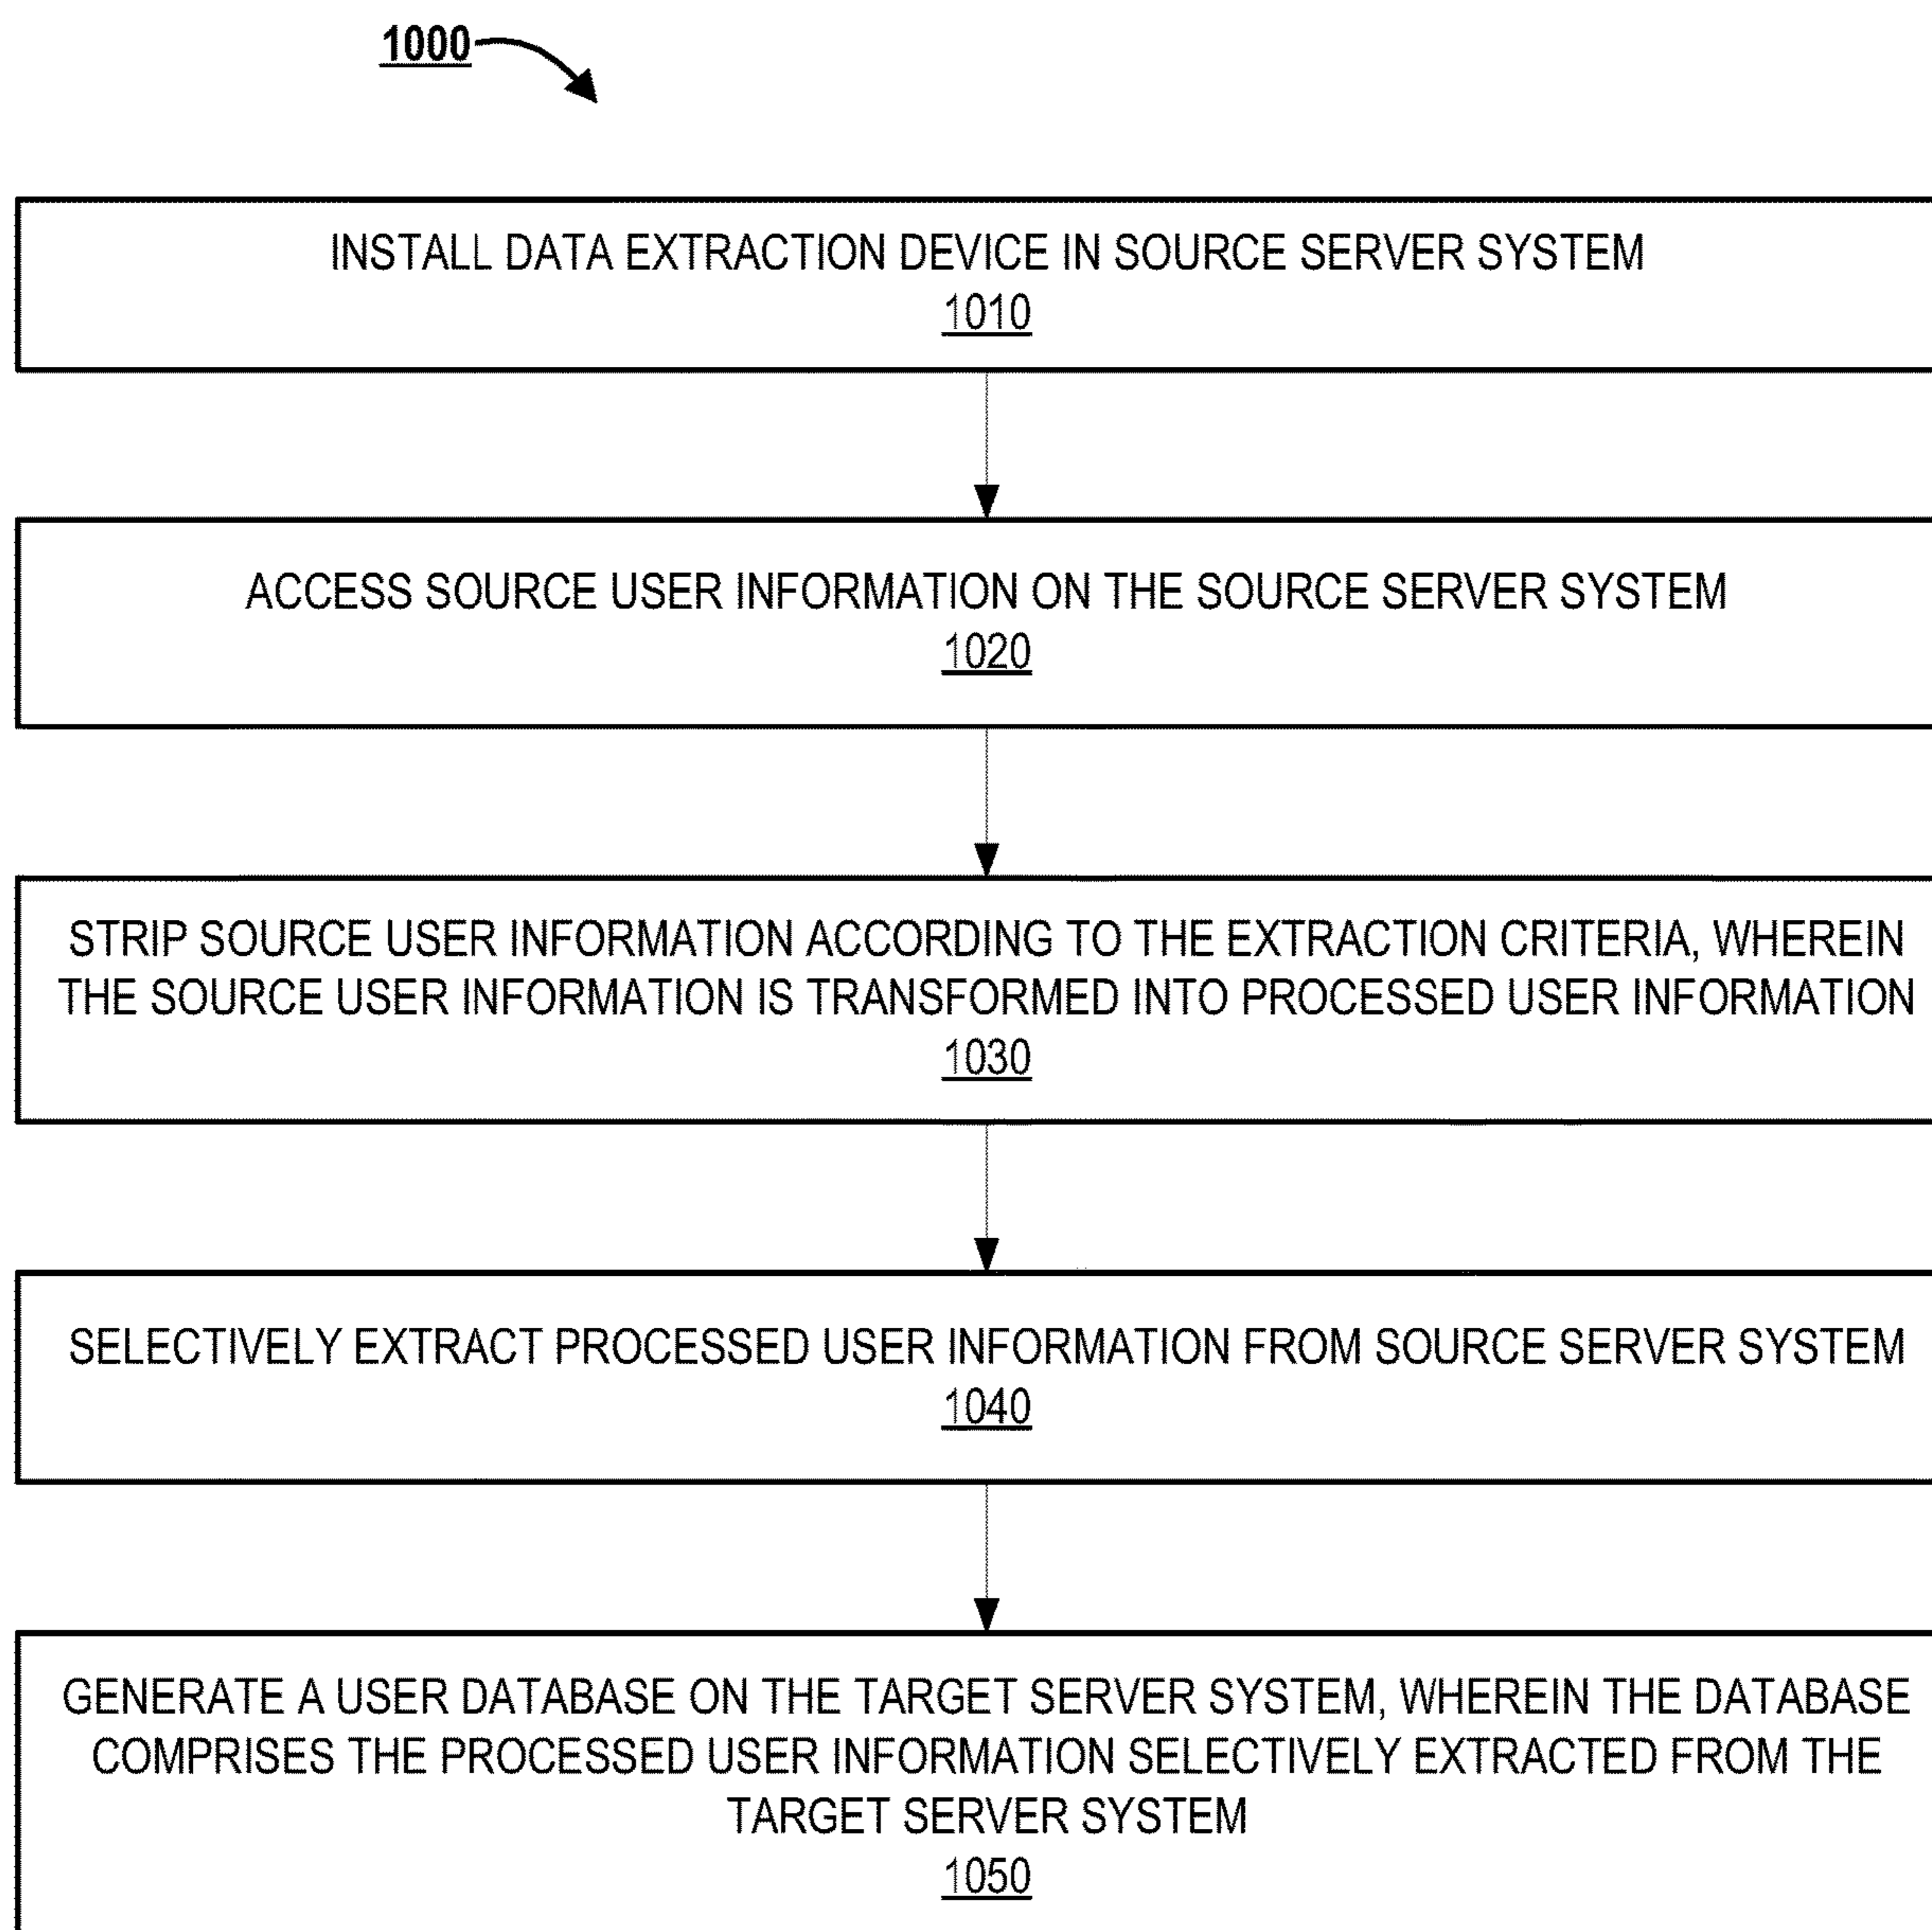 1000
INSTALL DATA EXTRACTION DEVICE IN SOURCE SERVER SYSTEM
1010
ACCESS SOURCE USER INFORMATION ON THE SOURCE SERVER SYSTEM
1020
STRIP SOURCE USER INFORMATION ACCORDING TO THE EXTRACTION CRITERIA, WHEREIN
THE SOURCE USER INFORMATION IS TRANSFORMED INTO PROCESSED USER INFORMATION
1030
SELECTIVELY EXTRACT PROCESSED USER INFORMATION FROM SOURCE SERVER SYSTEM
1040
GENERATE A USER DATABASE ON THE TARGET SERVER SYSTEM, WHEREIN THE DATABASE
COMPRISES THE PROCESSED USER INFORMATION SELECTIVELY EXTRACTED FROM THE
TARGET SERVER SYSTEM
1050